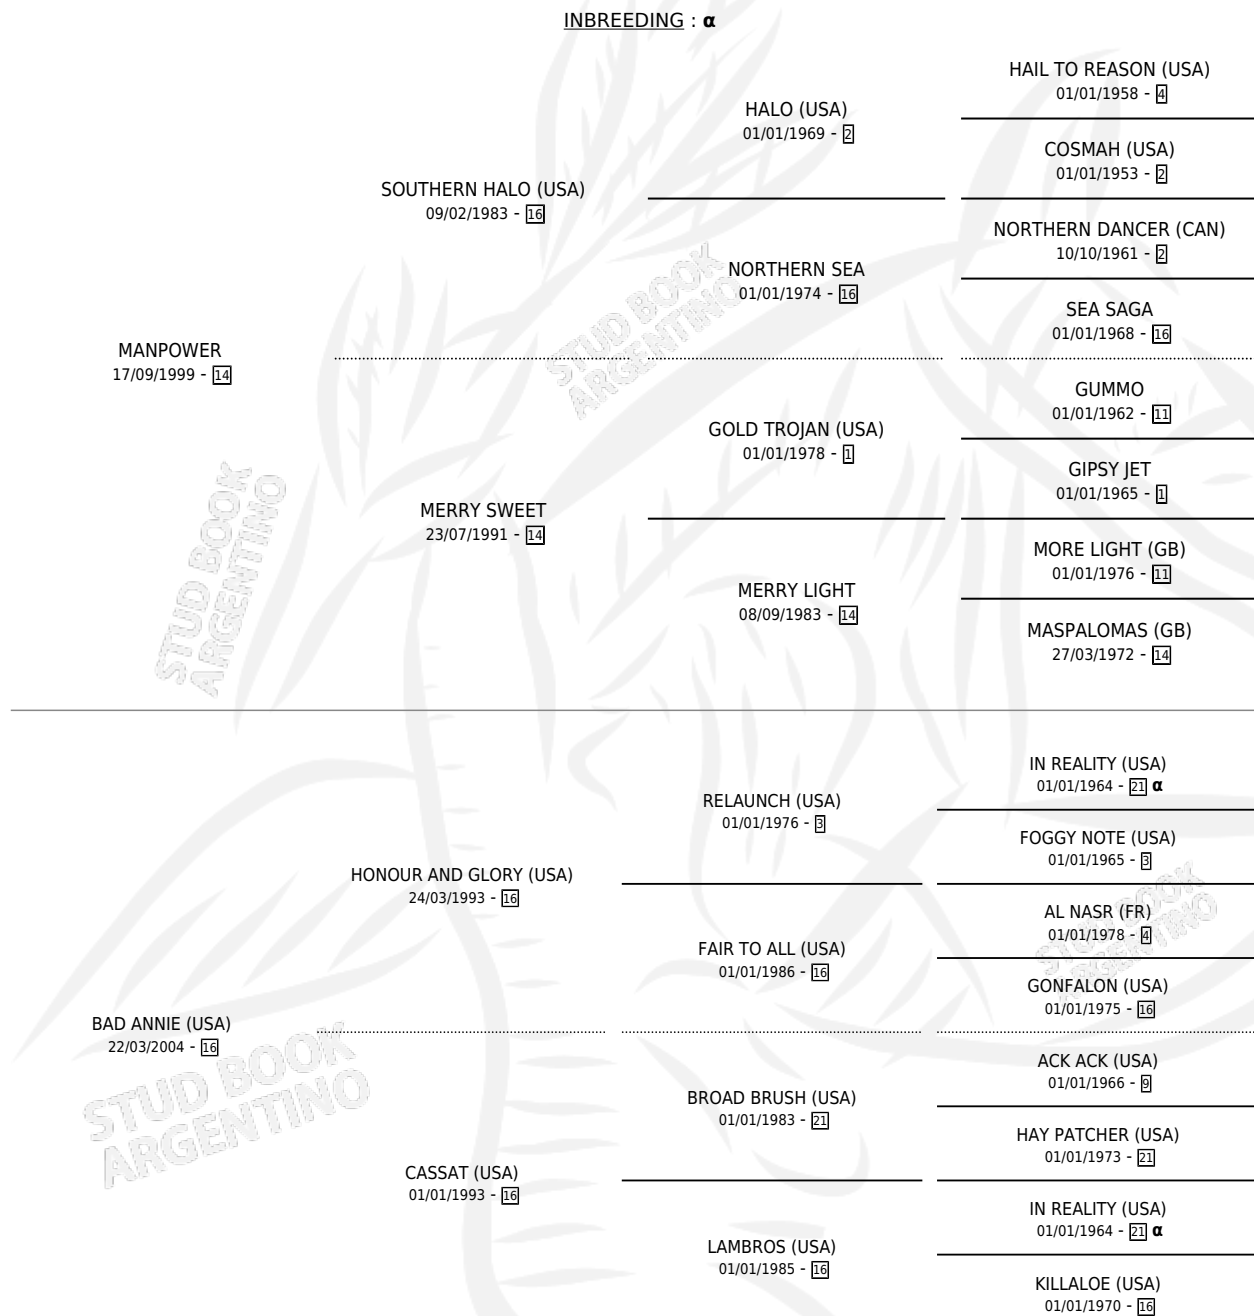 INBREEDING : α
HAIL TO REASON (USA)
01/01/1958 - 4
HALO (USA)
01/01/1969 - 2
COSMAH (USA)
01/01/1953 - 2
SOUTHERN HALO (USA)
09/02/1983 - 16
NORTHERN DANCER (CAN)
10/10/1961 - 2
NORTHERN SEA
01/01/1974 - 16
SEA SAGA
01/01/1968 - 16
STUD BOOK
ARGENTINO
MANPOWER
17/09/1999 - 14
GUMMO
01/01/1962 - 11
GOLD TROJAN (USA)
01/01/1978 - 1
GIPSY JET
01/01/1965 - 1
MERRY SWEET
23/07/1991 - 14
MORE LIGHT (GB)
01/01/1976 - 11
MERRY LIGHT
08/09/1983 - 14
MASPALOMAS (GB)
27/03/1972 - 14
STUD BOOK
ARGENTINO
IN REALITY (USA)
01/01/1964 - 21 α
RELAUNCH (USA)
01/01/1976 - 3
FOGGY NOTE (USA)
01/01/1965 - 3
HONOUR AND GLORY (USA)
24/03/1993 - 16
AL NASR (FR)
01/01/1978 - 4
FAIR TO ALL (USA)
01/01/1986 - 16
GONFALON (USA)
01/01/1975 - 16
STUD BOOK
ARGENTINO
BAD ANNIE (USA)
22/03/2004 - 16
ACK ACK (USA)
01/01/1966 - 9
BROAD BRUSH (USA)
01/01/1983 - 21
HAY PATCHER (USA)
01/01/1973 - 21
STUD BOOK
ARGENTINO
CASSAT (USA)
01/01/1993 - 16
IN REALITY (USA)
01/01/1964 - 21 α
LAMBROS (USA)
01/01/1985 - 16
KILLALOE (USA)
01/01/1970 - 16